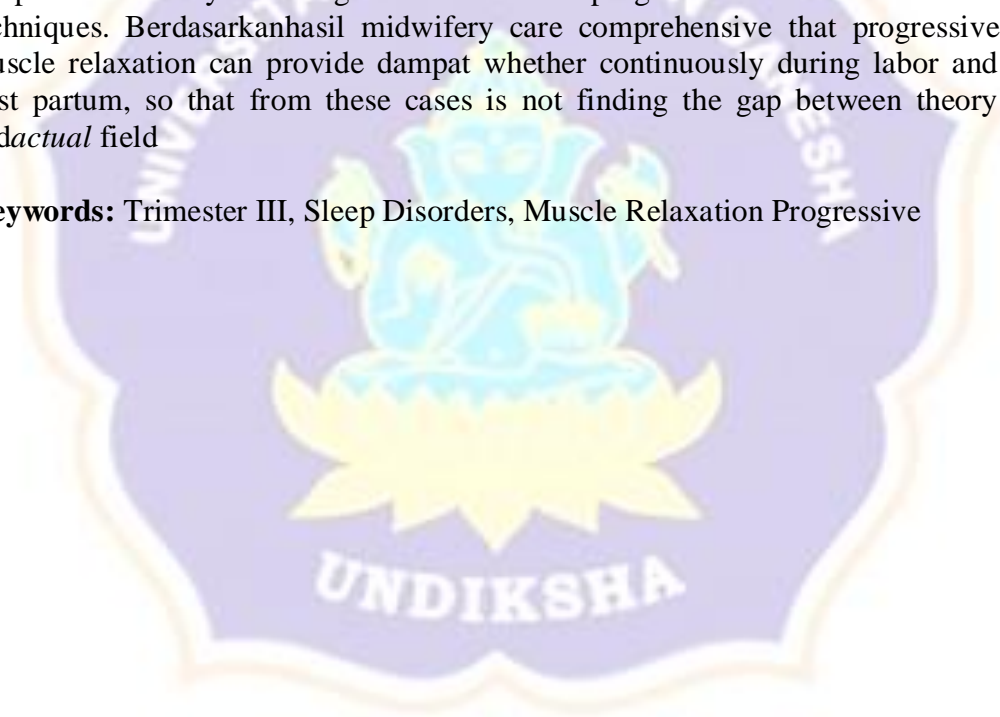 chniques. Berdasarkanhasil midwifery care comprehensive that progressive
uscle relaxation can provide dampat whether continuously during labor and
st partum, so that from these cases is not finding the gap between theory
dactual field
eywords: Trimester III, Sleep Disorders, Muscle Relaxation Progressive
GANESHA
UNDIKSHA